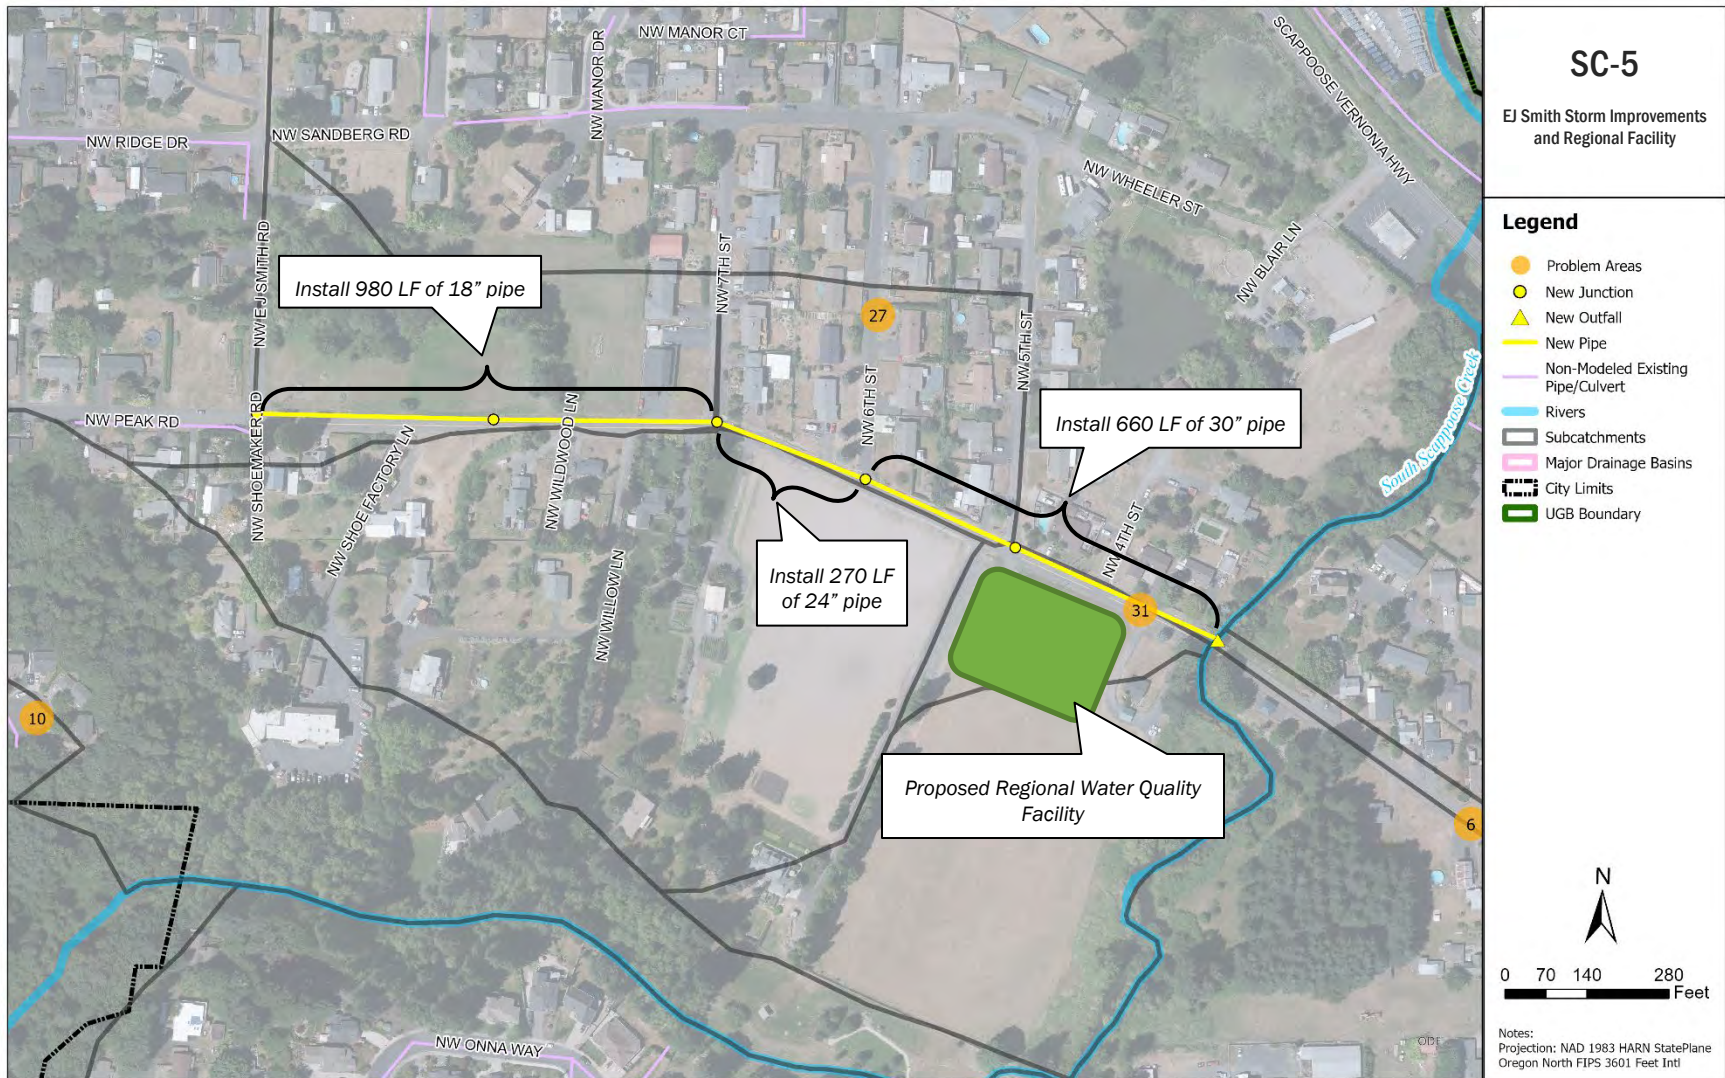 SC-5
EJ Smith Storm Improvements
and Regional Facility
Legend
Problem Areas
New Junction
New Outfall
New Pipe
Non-Modeled Existing
Pipe/Culvert
Rivers
Subcatchments
Major Drainage Basins
City Limits
UGB Boundary
N
0 70 140 280
Feet
Notes:
Projection: NAD 1983 HARN StatePlane
Oregon North FIPS 3601 Feet Intl
NW MANOR CT
NW MANOR DR
SCAPPOOSE VERNONIA HWY
NW SANDBERG RD
NW RIDGE DR
NW WHEELER ST
NW BLAIR LN
NW E J SMITH RD
NW 7TH ST
Install 980 LF of 18” pipe
27
NW 5TH ST
NW 6TH ST
South Scappoose Creek
Install 660 LF of 30” pipe
NW PEAK RD
NW SHOEMAKER RD
NW SHOE FACTORY LN
NW WILDWOOD LN
NW 4TH ST
Install 270 LF
of 24” pipe
NW WILLOW LN
31
10
Proposed Regional Water Quality
Facility
6
NW ONNA WAY
ODF